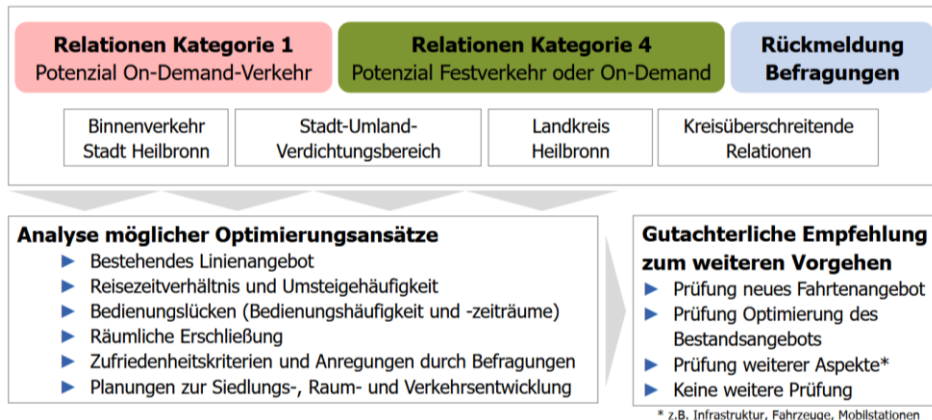 Relationen Kategorie 1
Potenzial On-Demand-Verkehr
Relationen Kategorie 4
Potenzial Festverkehr oder On-Demand
Rückmeldung
Befragungen
Binnenverkehr
Stadt Heilbronn
Stadt-Umland-
Verdichtungsbereich
Landkreis
Heilbronn
Kreisüberschreitende
Relationen
Analyse möglicher Optimierungsansätze
► Bestehendes Linienangebot
► Reisezeitverhältnis und Umsteigehäufigkeit
► Bedienungslücken (Bedienungshäufigkeit und -zeiträume)
► Räumliche Erschließung
► Zufriedenheitskriterien und Anregungen durch Befragungen
► Planungen zur Siedlungs-, Raum- und Verkehrsentwicklung
Gutachterliche Empfehlung
zum weiteren Vorgehen
► Prüfung neues Fahrtenangebot
► Prüfung Optimierung des
Bestandsangebots
► Prüfung weiterer Aspekte*
► Keine weitere Prüfung
* z.B. Infrastruktur, Fahrzeuge, Mobilstationen